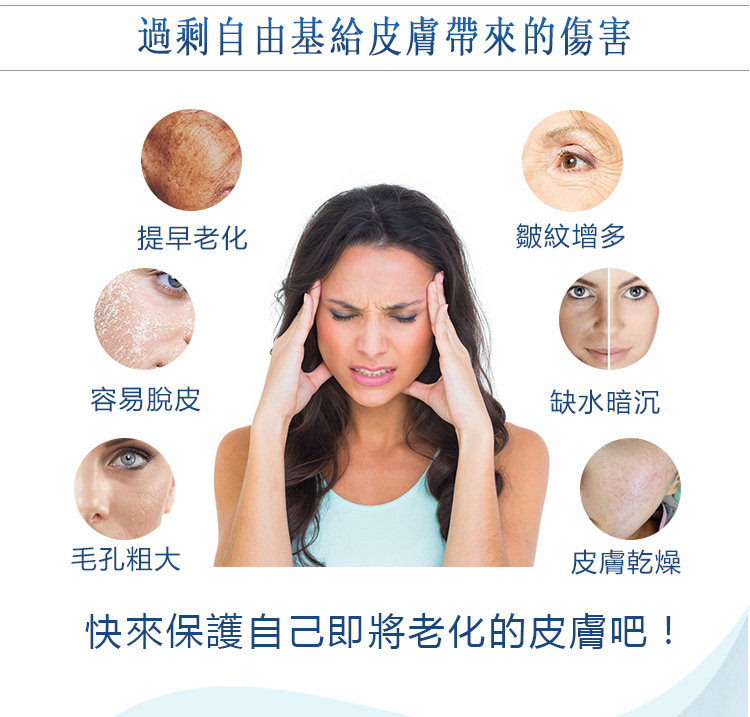 過剩自由基給皮膚帶來的傷害
提早老化
皺紋增多
容易脫皮
缺水暗沉
毛孔粗大
皮膚乾燥
快來保護自己即將老化的皮膚吧！